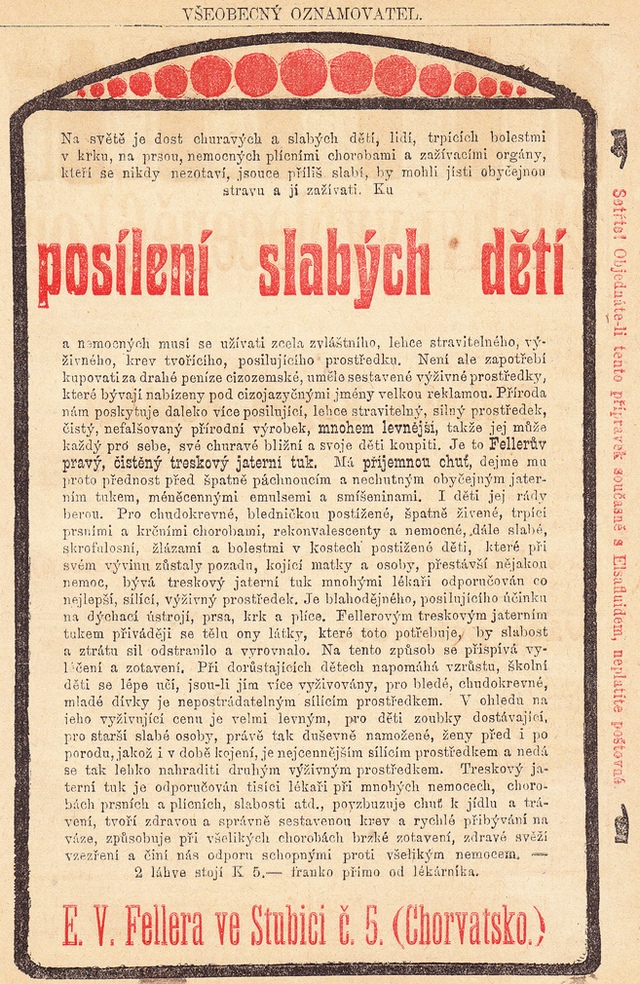 VŠEOBECNÝ OZNAMOVATEL.
Na světě je dost churavých a slabých dětí, lidí, trpících bolestmi
v krku, na prsou, nemocných plícními chorobami a zažívacími orgány,
kteří se nikdy nezotaví, jsouce příliš slabí, by mohli jísti obyčejnou
stravu a jí zažívati. Ku
posílení slabých dětí
a nemocných musí se užívati zcela zvláštního, lehce stravitelného, vý-
živného, krev tvořícího, posilujícího prostředku. Není ale zapotřebí
kupovati za drahé peníze cizozemské, umělo sestavené výživné prostředky,
které bývají nabízeny pod cizojazyčnými jmény velkou reklamou. Příroda
nám poskytuje daleko více posilující, lehce stravitelný, silný prostředek,
čistý, nefalšovaný přírodní výrobek, mnohem levnější, takže jej může
každý pro sebe, své churavé bližní a svoje děti koupiti. Je to Fellerův
pravý, čistěný treskový jaterní tuk. Má příjemnou chuť, dejme mu
proto přednost před špatně páchnoucím a nechutným obyčejným jater-
ním tukem, méněcennými emulsemi a smíšeninami. I děti jej rády
berou. Pro chudokrevné, bledničkou postížené, špatně živené, trpící
prsními a krčními chorobami, rekonvalescenty a nemocné, dále slabé,
skrofulosní, žlázami a bolestmi v kostech postižené děti, které při
svém vývinu zůstaly pozadu, kojící matky a osoby, přestávší nějakou
nemoc, bývá treskový jaterní tuk mnohými lékaři odporučován co
nejlepší, sílící, výživný prostředek. Je blahodějného, posilujícího účinku
na dýchací ústrojí, prsa, krk a plíce. Fellerovým treskovým jaterním
tukem přivádějí se tělu ony látky, které toto potřebuje, by slabost
a ztrátu sil odstranilo a vyrovnalo. Na tento způsob se přispívá vy-
léčení a zotavení. Při dorůstajících dětech napomáhá vzrůstu, školní
děti se lépe učí, jsou-li jím více vyživovány, pro bledé, chudokrevné,
mladé dívky je nepostrádatelným sílícím prostředkem. V ohledu na
jeho vyživující cenu je velmi levným, pro děti zoubky dostávající,
pro starší slabé osoby, právě tak duševně namožené, ženy před i po
porodu, jakož i v době kojení, je nejcennějším sílícím prostředkem a nedá
se tak lehko nahraditi druhým výživným prostředkem. Treskový ja-
terní tuk je odporučován tisíci lékaři při mnohých nemocech, choro-
bách prsních a plícních, slabosti atd., povzbuzuje chuť k jídlu a trá-
vení, tvoří zdravou a správně sestavenou krev a rychlé přibývání na
váze, způsobuje při všelikých chorobách brzké zotavení, zdravé svěží
vzezření a činí nás odporu schopnými proti všelikým nemocem. —
2 láhve stojí K 5.— franko přímo od lékárníka.
E. V. Fellera ve Stubici č. 5. (Chorvatsko.)
Šetřte! Objednáte-li tento přípravek současně s Elsafluidem, neplatíte poštovné